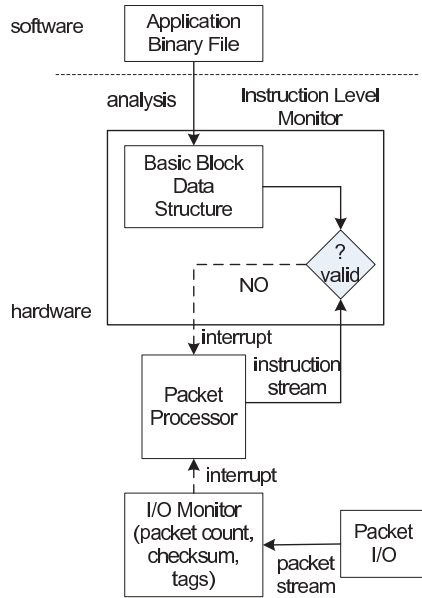 software
Application
Binary File
analysis
Instruction Level
Monitor
Basic Block
Data
Structure
?
valid
NO
hardware
interrupt
instruction
stream
Packet
Processor
interrupt
I/O Monitor
(packet count,
checksum,
tags)
Packet
I/O
packet
stream